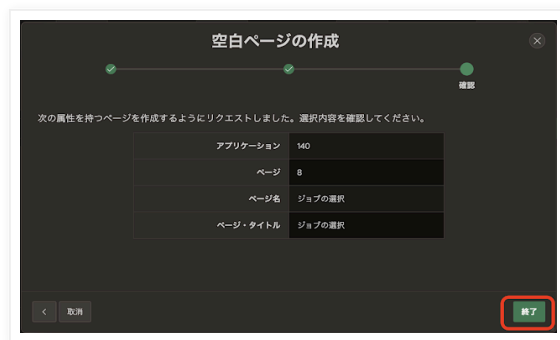 空白ページの作成
確認
次の属性を持つページを作成するようにリクエストしました。選択内容を確認してください。
アプリケーション 140
ページ 8
ページ名 ジョブの選択
ページ・タイトル ジョブの選択
取消
終了